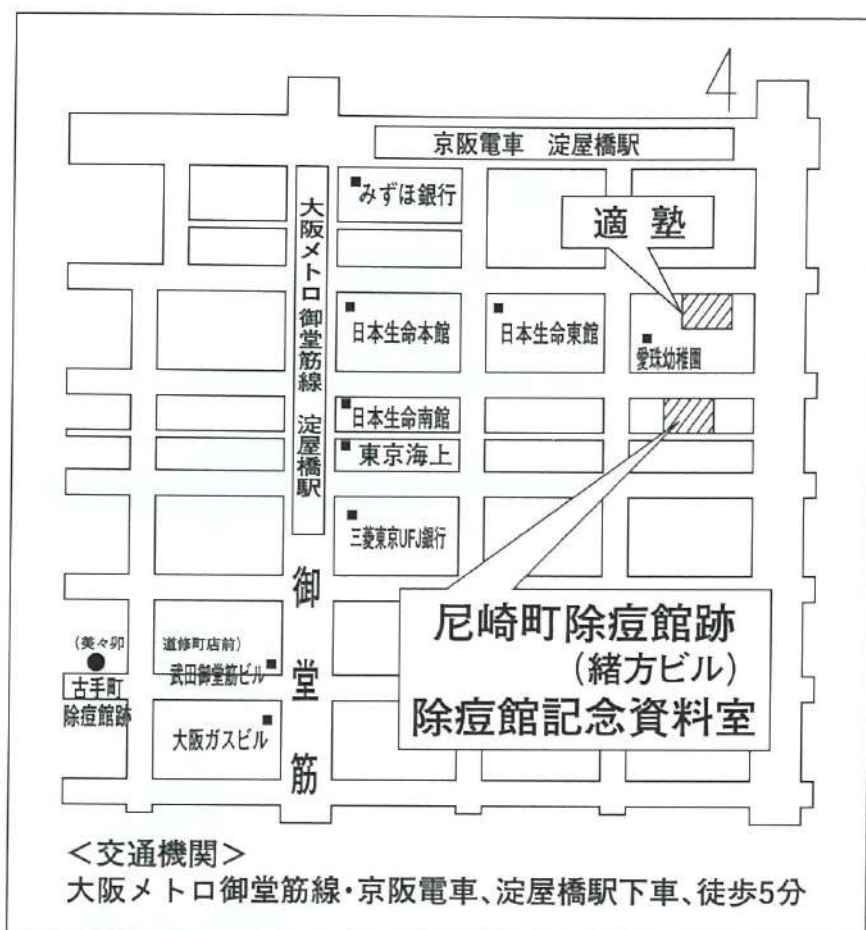 京阪電車 淀屋橋駅
みずほ銀行
適塾
大阪メトロ御堂筋線 淀屋橋駅
日本生命本館
日本生命東館
愛珠幼稚園
日本生命南館
東京海上
三菱東京UFJ銀行
御堂筋
尼崎町除痘館跡
(緒方ビル)
除痘館記念資料室
(美々卯 道修町店前)
武田御堂筋ビル
古手町
除痘館跡
大阪ガスビル
<交通機関>
大阪メトロ御堂筋線・京阪電車、淀屋橋駅下車、徒歩5分